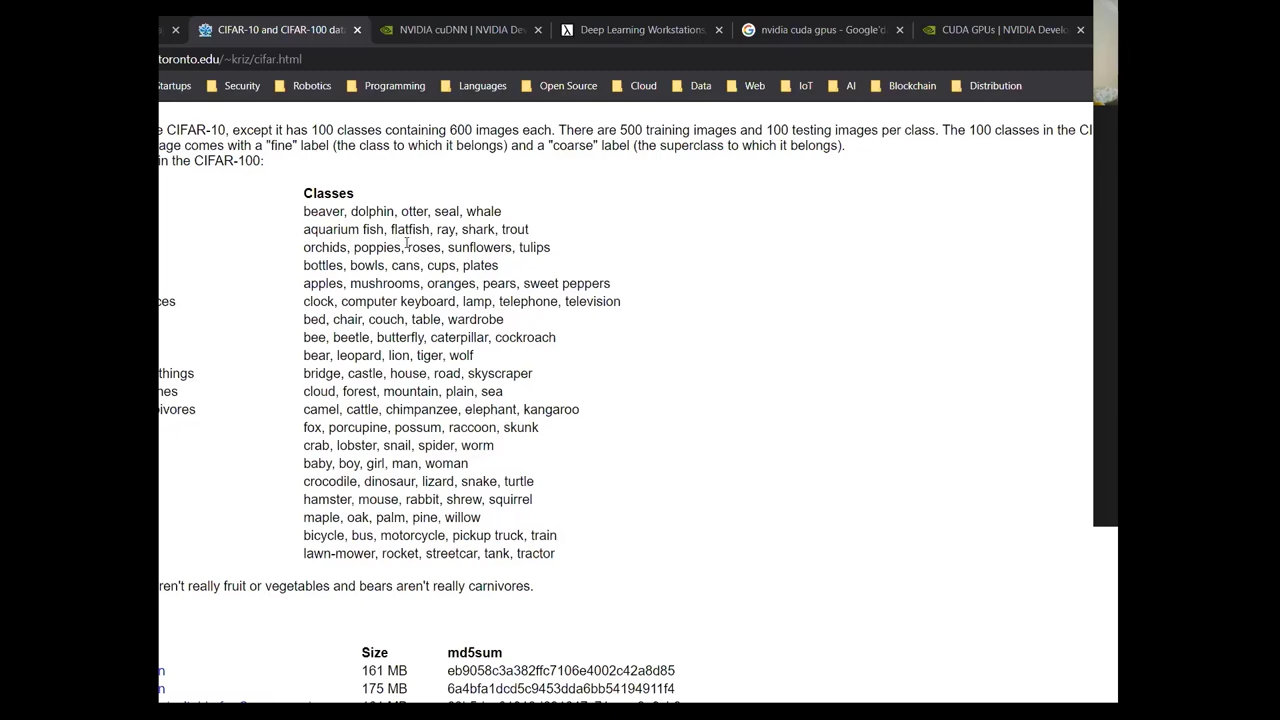 CIFAR-10 and CIFAR-100 dat
NVIDIA cuDNN | NVIDIA De
Deep Learning Workstations,
nvidia cuda gpus - Google'd
CUDA GPUs | NVIDIA Develo
toronto.edu/~kriz/cifar.html
Startups Security Robotics Programming Languages Open Source Cloud Data Web IoT AI Blockchain Distribution
e CIFAR-10, except it has 100 classes containing 600 images each. There are 500 training images and 100 testing images per class. The 100 classes in the CI
age comes with a "fine" label (the class to which it belongs) and a "coarse" label (the superclass to which it belongs).
in the CIFAR-100:
Classes
beaver, dolphin, otter, seal, whale
aquarium fish, flatfish, ray, shark, trout
orchids, poppies, roses, sunflowers, tulips
bottles, bowls, cans, cups, plates
apples, mushrooms, oranges, pears, sweet peppers
ces clock, computer keyboard, lamp, telephone, television
bed, chair, couch, table, wardrobe
bee, beetle, butterfly, caterpillar, cockroach
bear, leopard, lion, tiger, wolf
things bridge, castle, house, road, skyscraper
nes cloud, forest, mountain, plain, sea
ivores camel, cattle, chimpanzee, elephant, kangaroo
fox, porcupine, possum, raccoon, skunk
crab, lobster, snail, spider, worm
baby, boy, girl, man, woman
crocodile, dinosaur, lizard, snake, turtle
hamster, mouse, rabbit, shrew, squirrel
maple, oak, palm, pine, willow
bicycle, bus, motorcycle, pickup truck, train
lawn-mower, rocket, streetcar, tank, tractor
ren't really fruit or vegetables and bears aren't really carnivores.
Size md5sum
n 161 MB eb9058c3a382ffc7106e4002c42a8d85
n 175 MB 6a4bfa1dcd5c9453dda6bb54194911f4